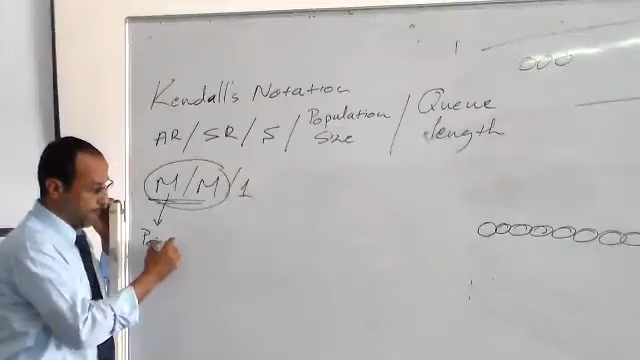 Kendall's Notation
AR / SR / S / Population Size / Queue length
M / M / 1